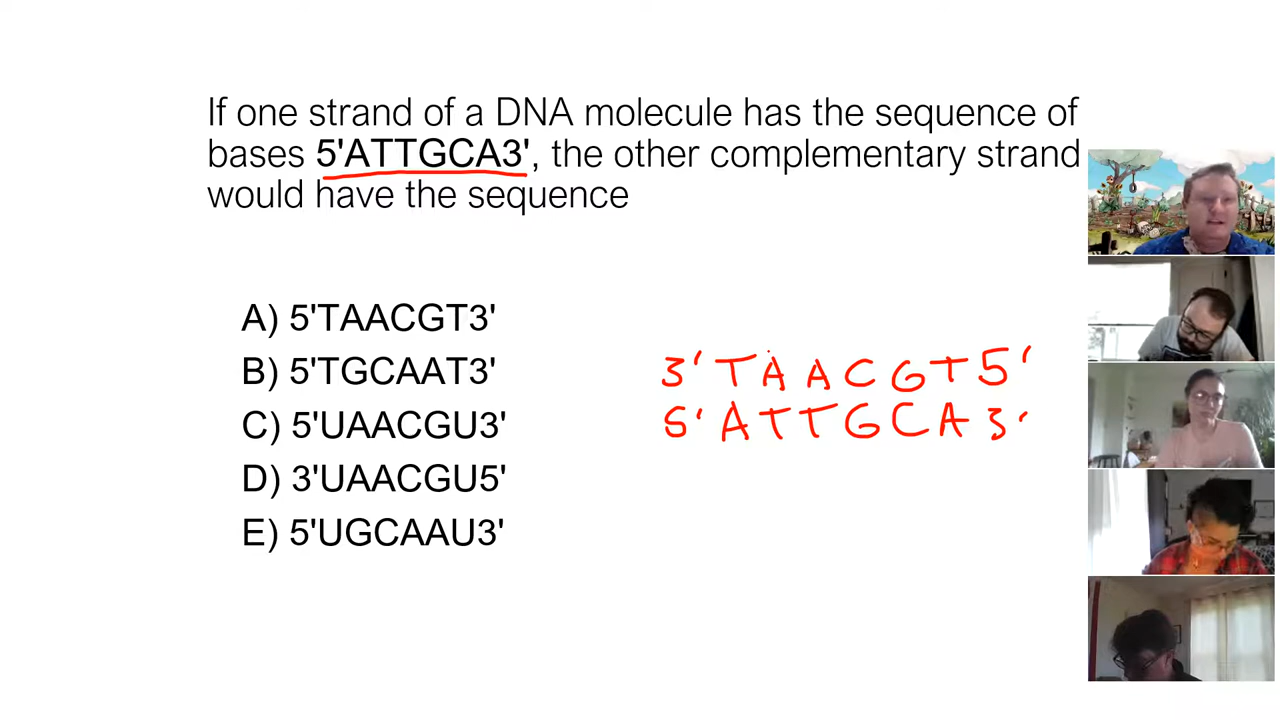 If one strand of a DNA molecule has the sequence of
bases 5'ATTGCA3', the other complementary strand
would have the sequence
A) 5'TAACGT3'
B) 5'TGCAAT3'
C) 5'UAACGU3'
D) 3'UAACGU5'
E) 5'UGCAAU3'
3' T A A C G T 5'
5' A T T G C A 3'